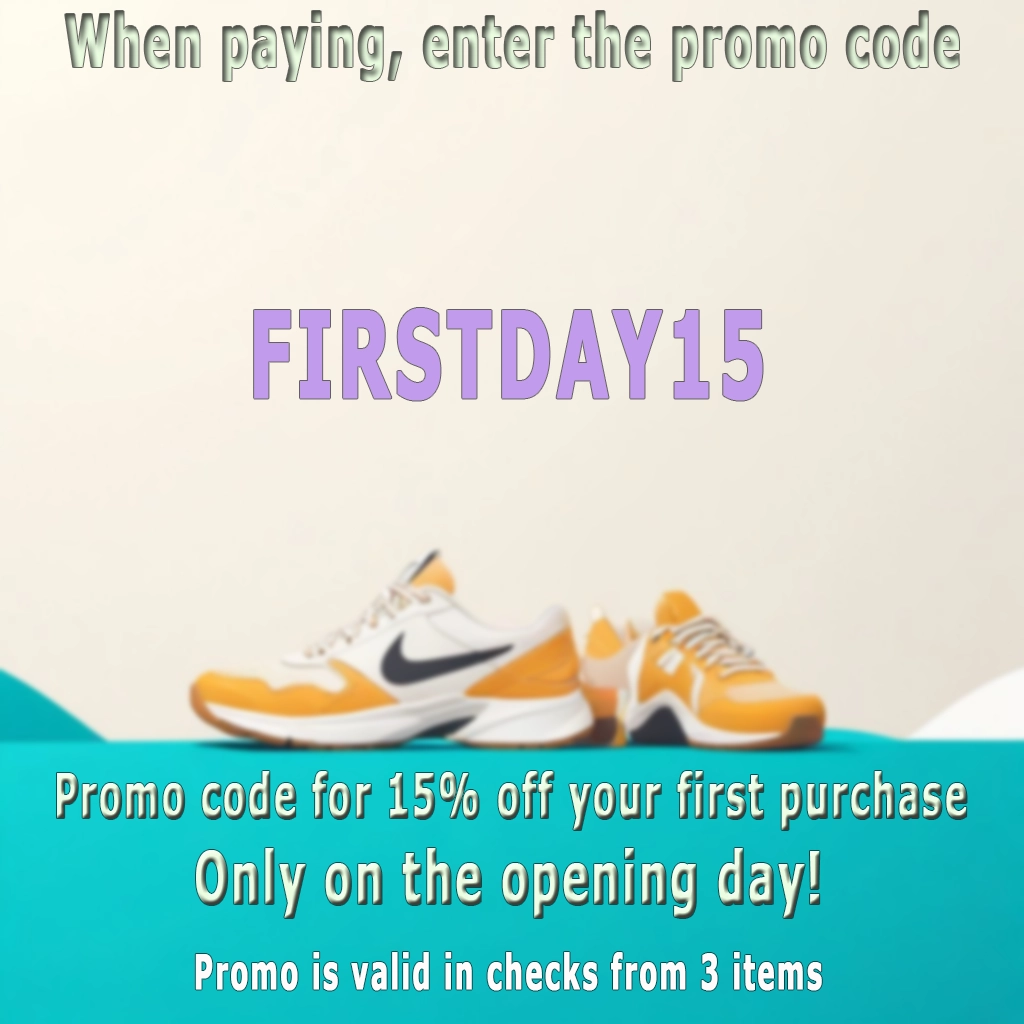 When paying, enter the promo code
FIRSTDAY15
Promo code for 15% off your first purchase
Only on the opening day!
Promo is valid in checks from 3 items